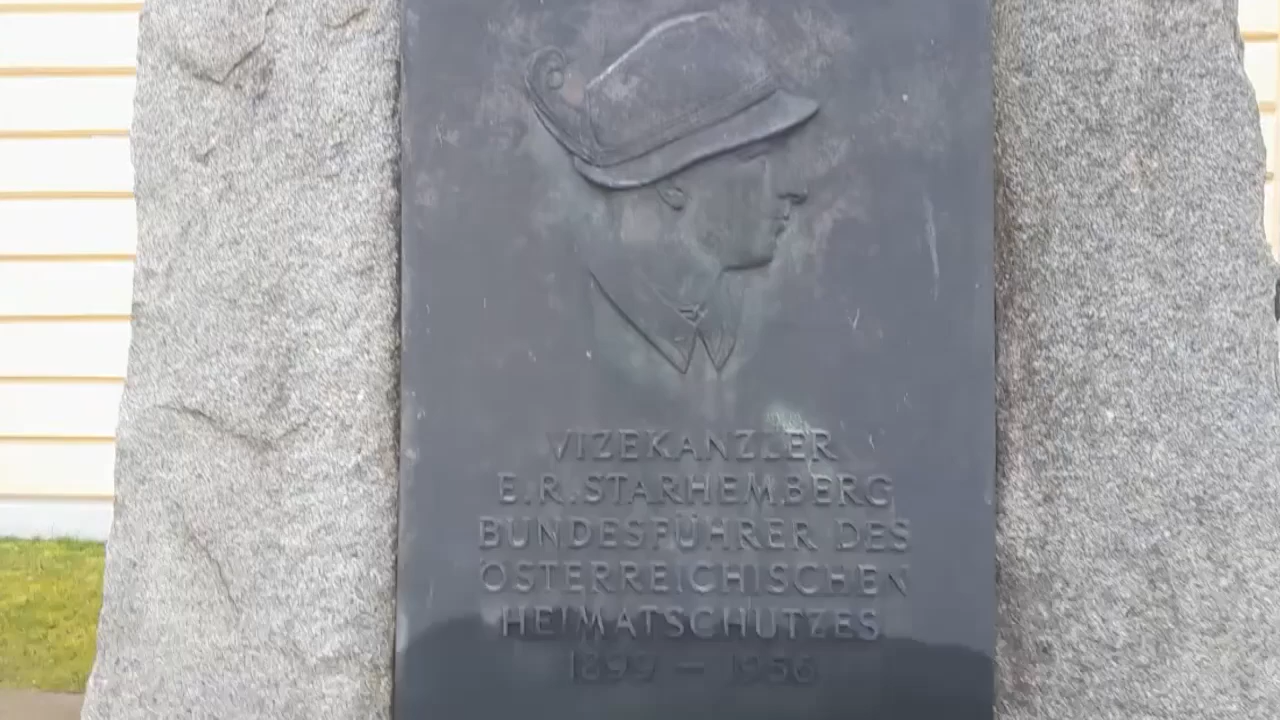 VIZEKANZLER
E.R.STARHEMBERG
BUNDESFÜHRER DES
ÖSTERREICHISCHEN
HEIMATSCHUTZES
1899 – 1956